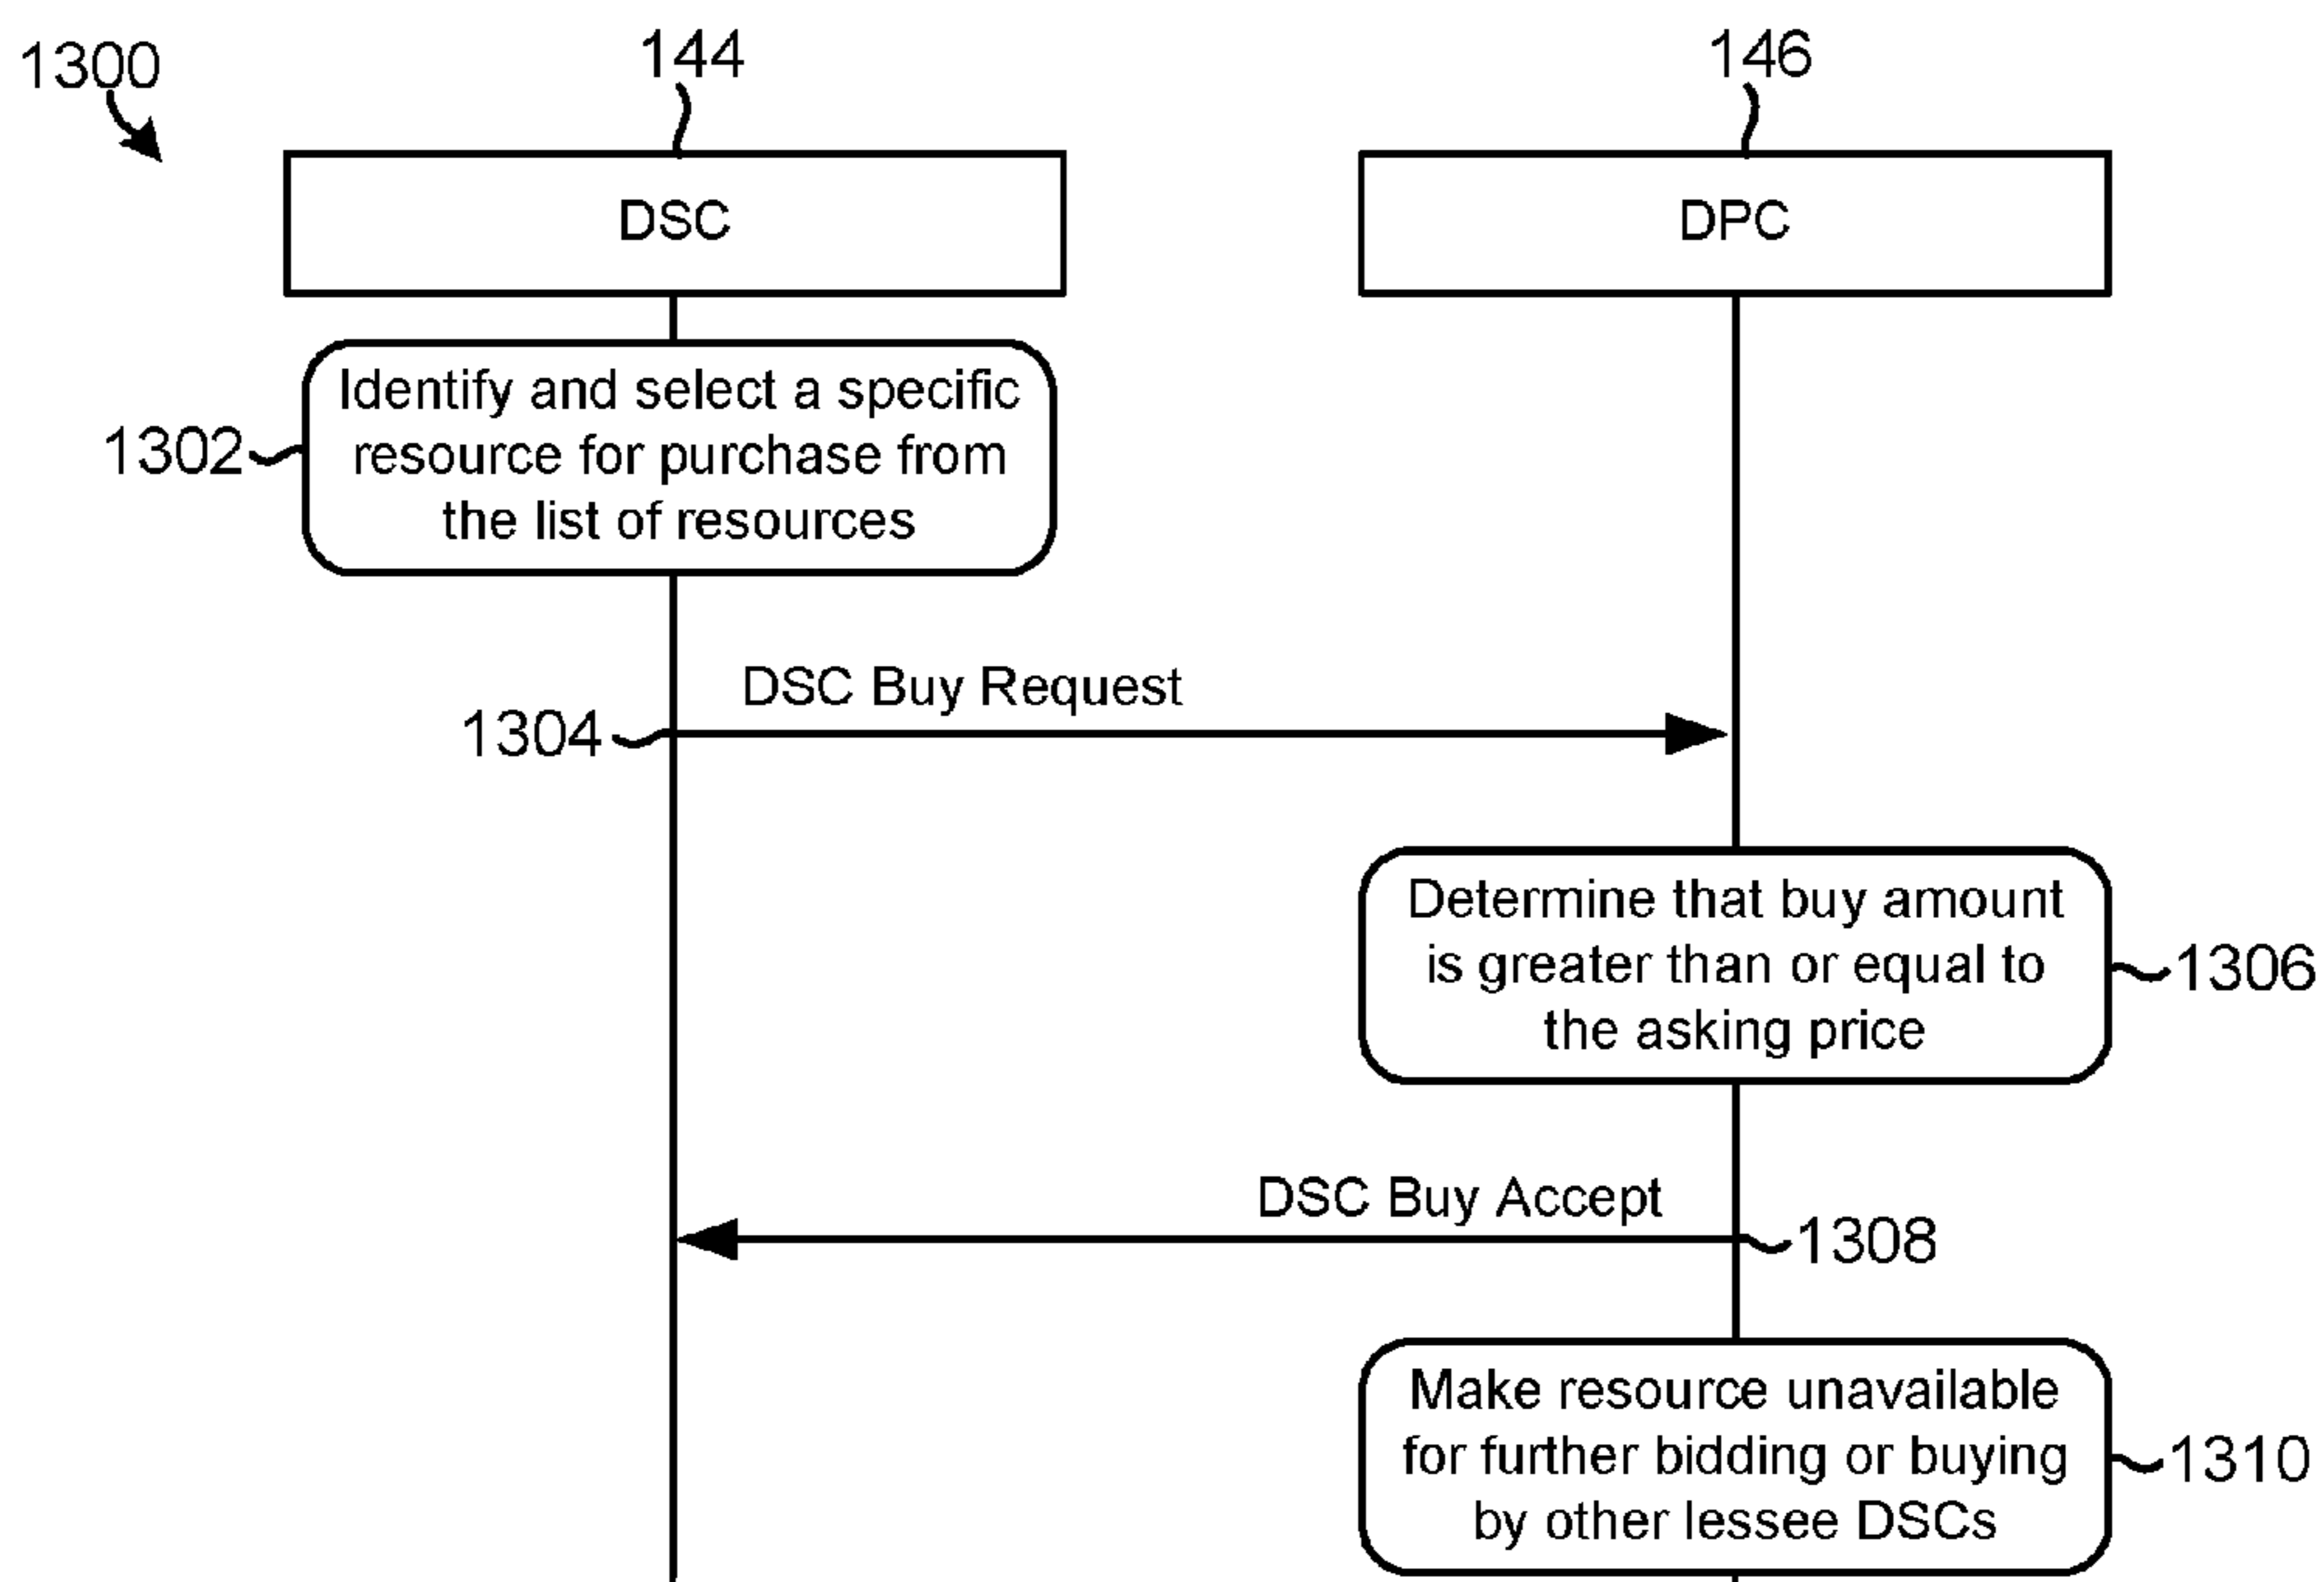 1300
144
146
DSC
DPC
Identify and select a specific
resource for purchase from
the list of resources
1302
DSC Buy Request
1304
Determine that buy amount
is greater than or equal to
the asking price
1306
DSC Buy Accept
1308
Make resource unavailable
for further bidding or buying
by other lessee DSCs
1310